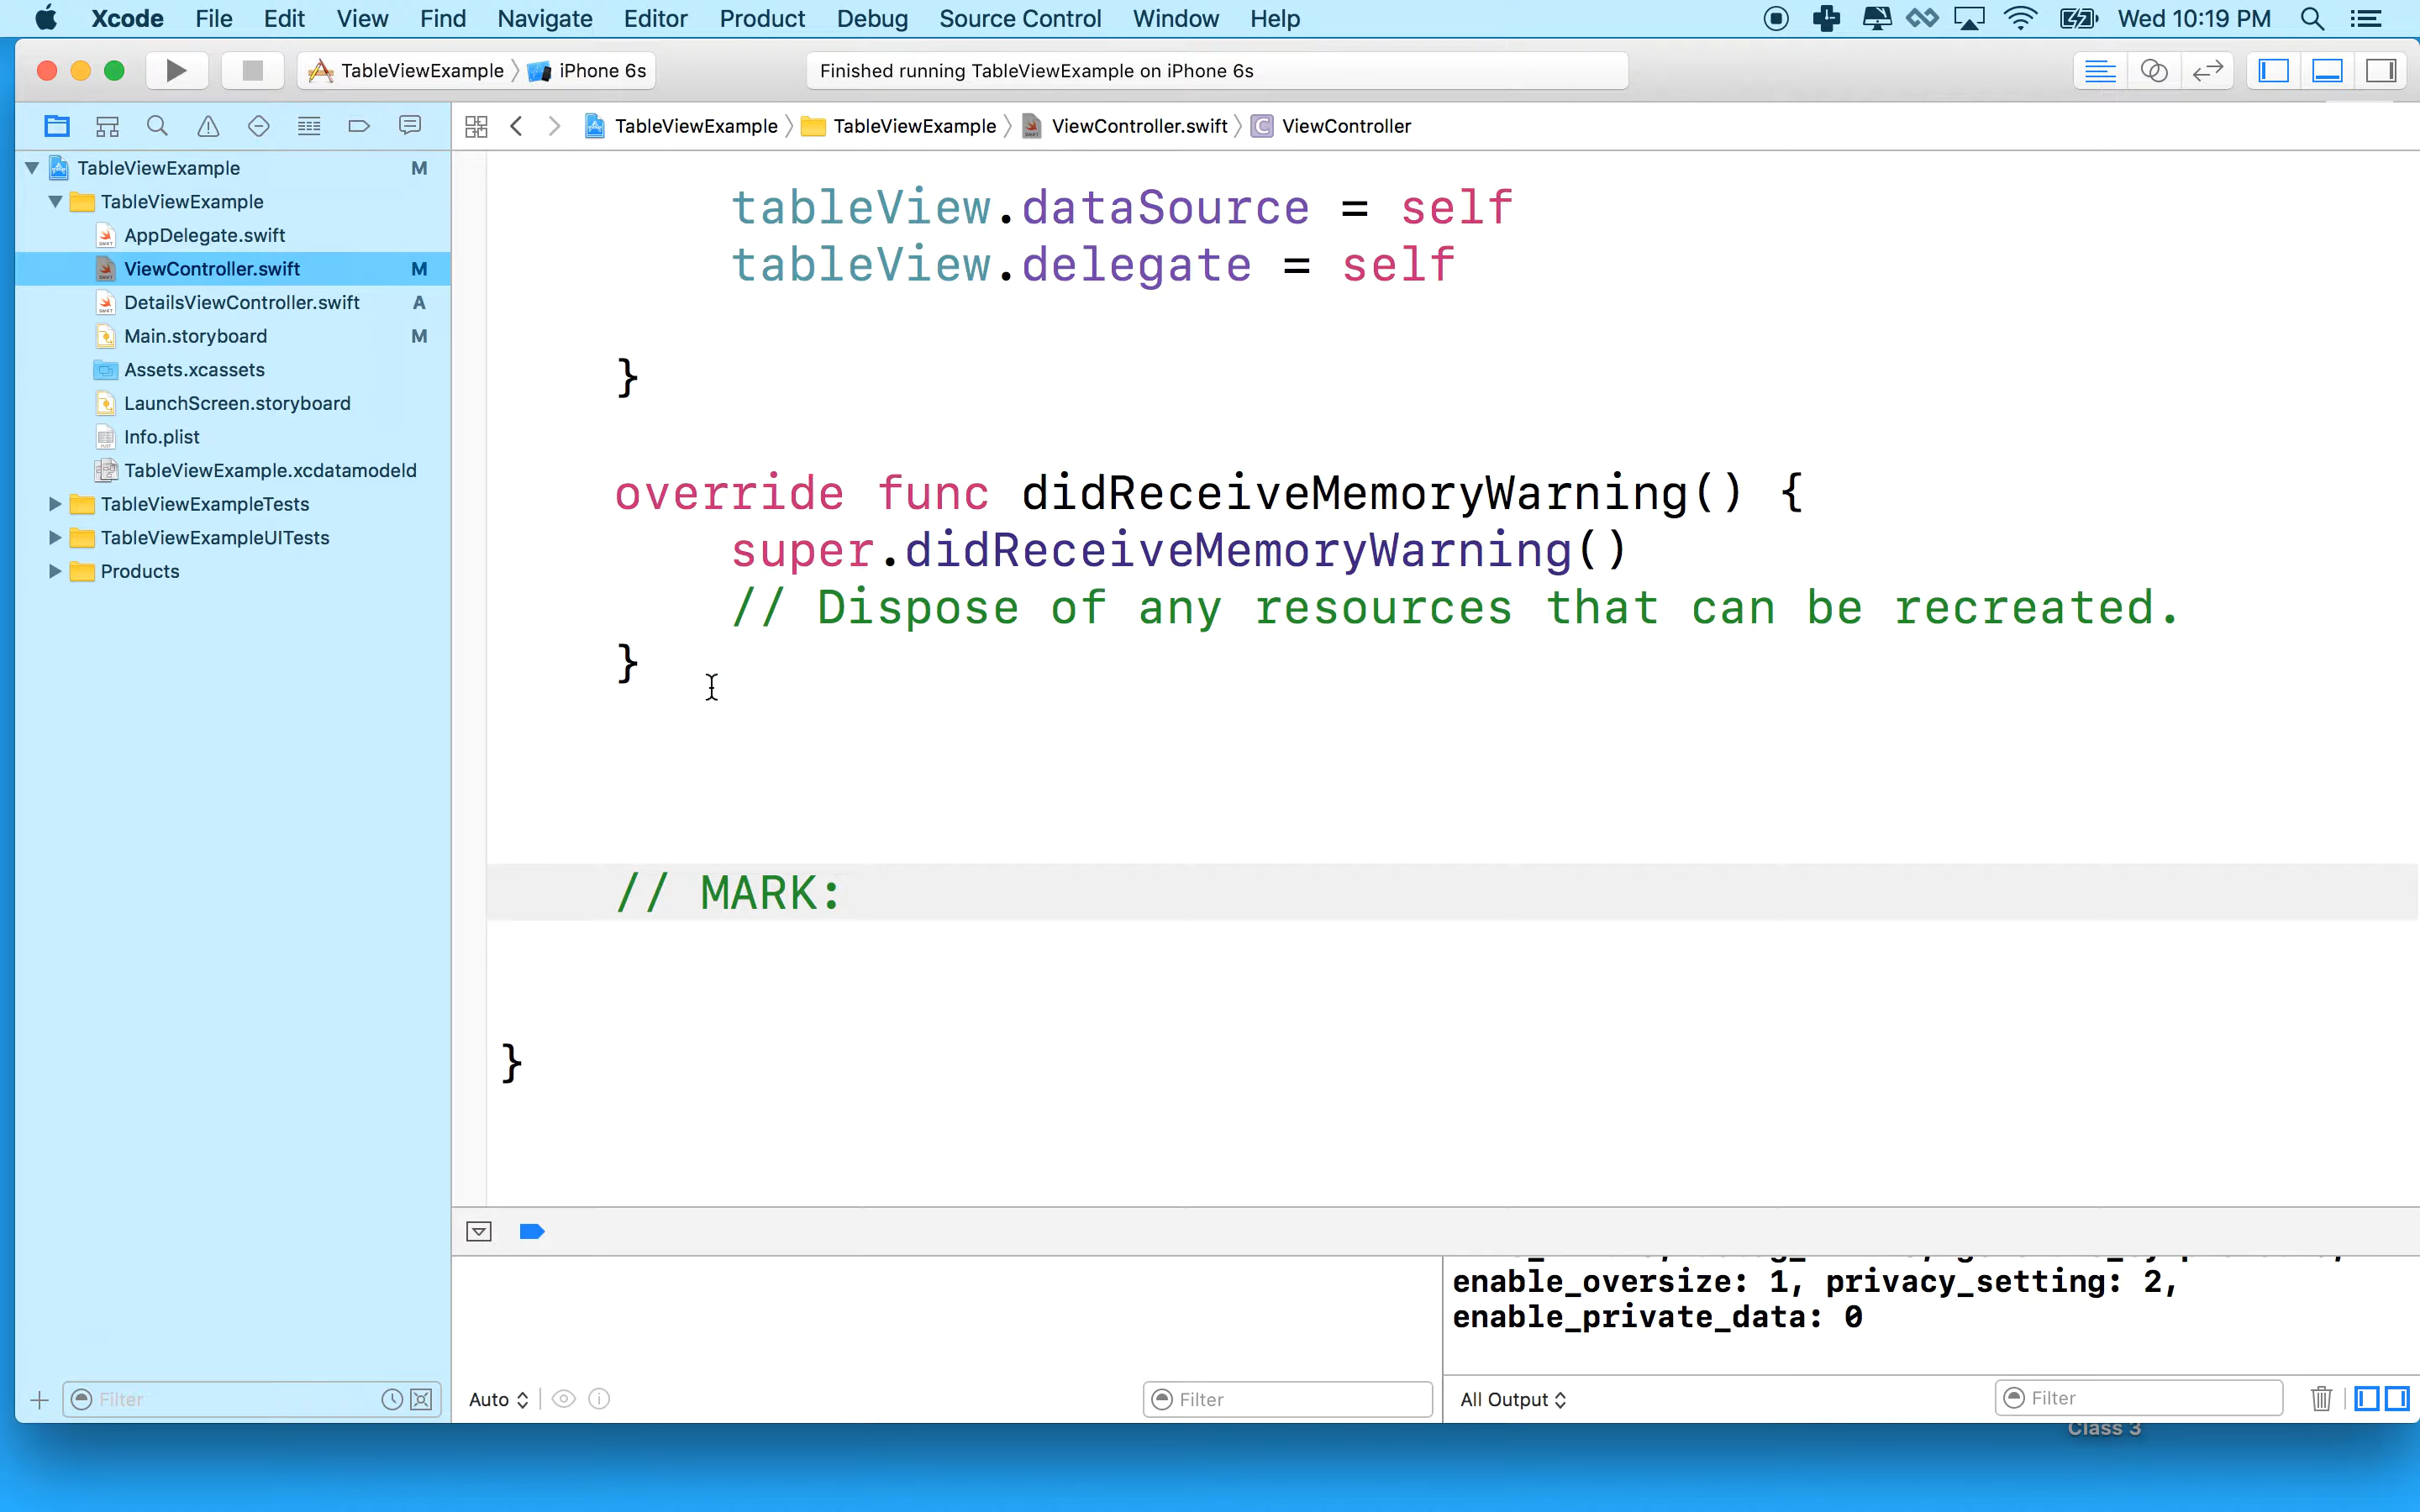 Xcode File Edit View Find Navigate Editor Product Debug Source Control Window Help Wed 10:19 PM
TableViewExample iPhone 6s
Finished running TableViewExample on iPhone 6s
TableViewExample TableViewExample ViewController.swift C ViewController
TableViewExample M
TableViewExample
AppDelegate.swift
ViewController.swift M
DetailsViewController.swift A
Main.storyboard M
Assets.xcassets
LaunchScreen.storyboard
Info.plist
TableViewExample.xcdatamodeld
TableViewExampleTests
TableViewExampleUITests
Products
tableView.dataSource = self
tableView.delegate = self
}
override func didReceiveMemoryWarning() {
super.didReceiveMemoryWarning()
// Dispose of any resources that can be recreated.
}
// MARK:
}
enable_oversize: 1, privacy_setting: 2,
enable_private_data: 0
Filter
Auto
Filter
All Output
Filter
Class 3